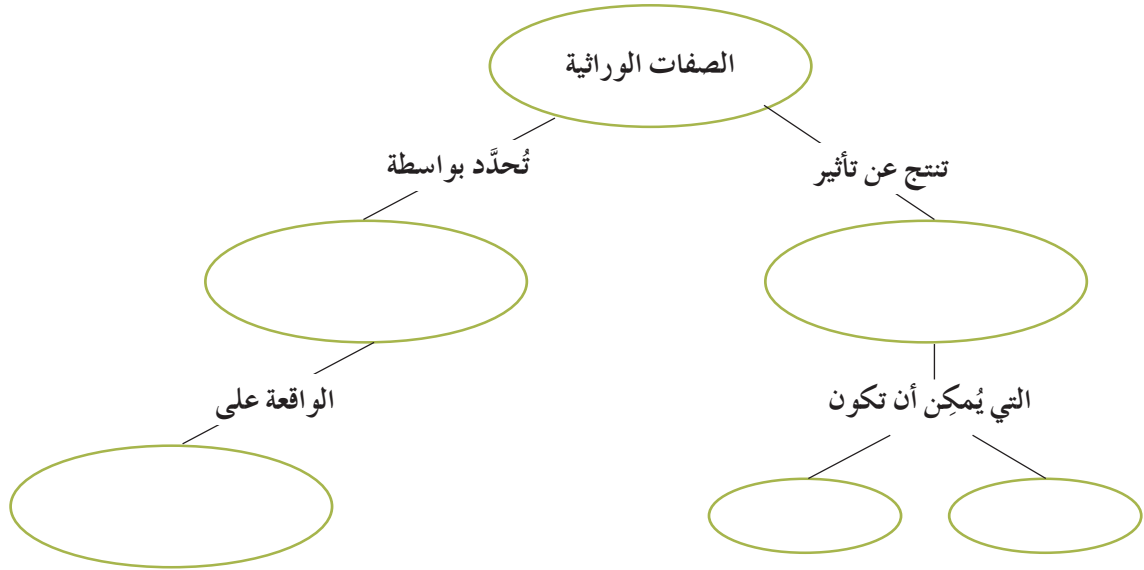 الصفات الوراثية
تنتج عن تأثير
تُحدَّد بواسطة
التي يُمكِن أن تكون
الواقعة على